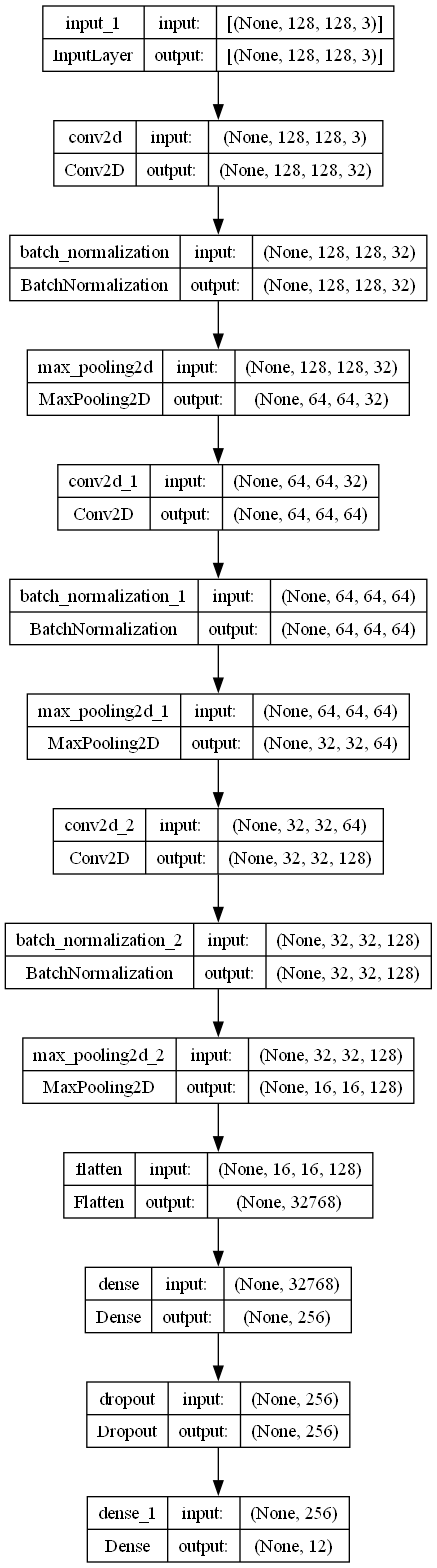 input_1 input: [(None, 128, 128, 3)]
InputLayer output: [(None, 128, 128, 3)]
conv2d input: (None, 128, 128, 3)
Conv2D output: (None, 128, 128, 32)
batch_normalization input: (None, 128, 128, 32)
BatchNormalization output: (None, 128, 128, 32)
max_pooling2d input: (None, 128, 128, 32)
MaxPooling2D output: (None, 64, 64, 32)
conv2d_1 input: (None, 64, 64, 32)
Conv2D output: (None, 64, 64, 64)
batch_normalization_1 input: (None, 64, 64, 64)
BatchNormalization output: (None, 64, 64, 64)
max_pooling2d_1 input: (None, 64, 64, 64)
MaxPooling2D output: (None, 32, 32, 64)
conv2d_2 input: (None, 32, 32, 64)
Conv2D output: (None, 32, 32, 128)
batch_normalization_2 input: (None, 32, 32, 128)
BatchNormalization output: (None, 32, 32, 128)
max_pooling2d_2 input: (None, 32, 32, 128)
MaxPooling2D output: (None, 16, 16, 128)
flatten input: (None, 16, 16, 128)
Flatten output: (None, 32768)
dense input: (None, 32768)
Dense output: (None, 256)
dropout input: (None, 256)
Dropout output: (None, 256)
dense_1 input: (None, 256)
Dense output: (None, 12)